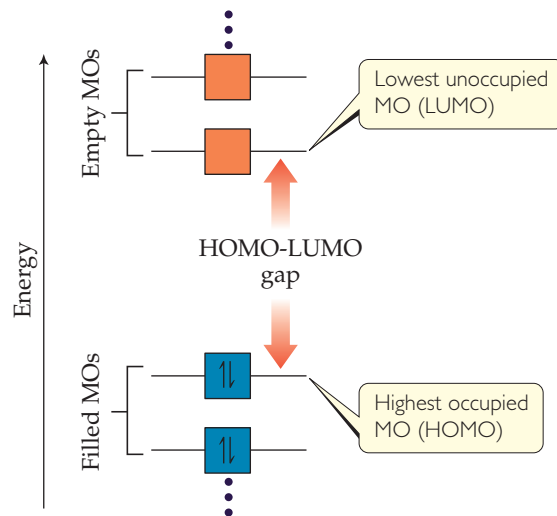 Energy
Empty MOs
Lowest unoccupied
MO (LUMO)
HOMO-LUMO
gap
Filled MOs
Highest occupied
MO (HOMO)